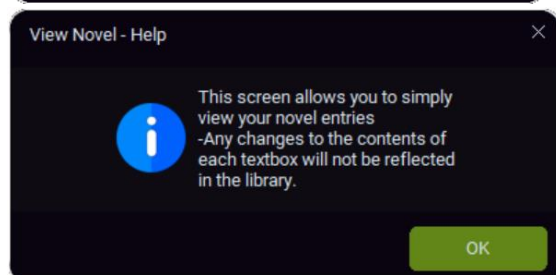 View Novel - Help
This screen allows you to simply
view your novel entries
-Any changes to the contents of
each textbox will not be reflected
in the library.
OK